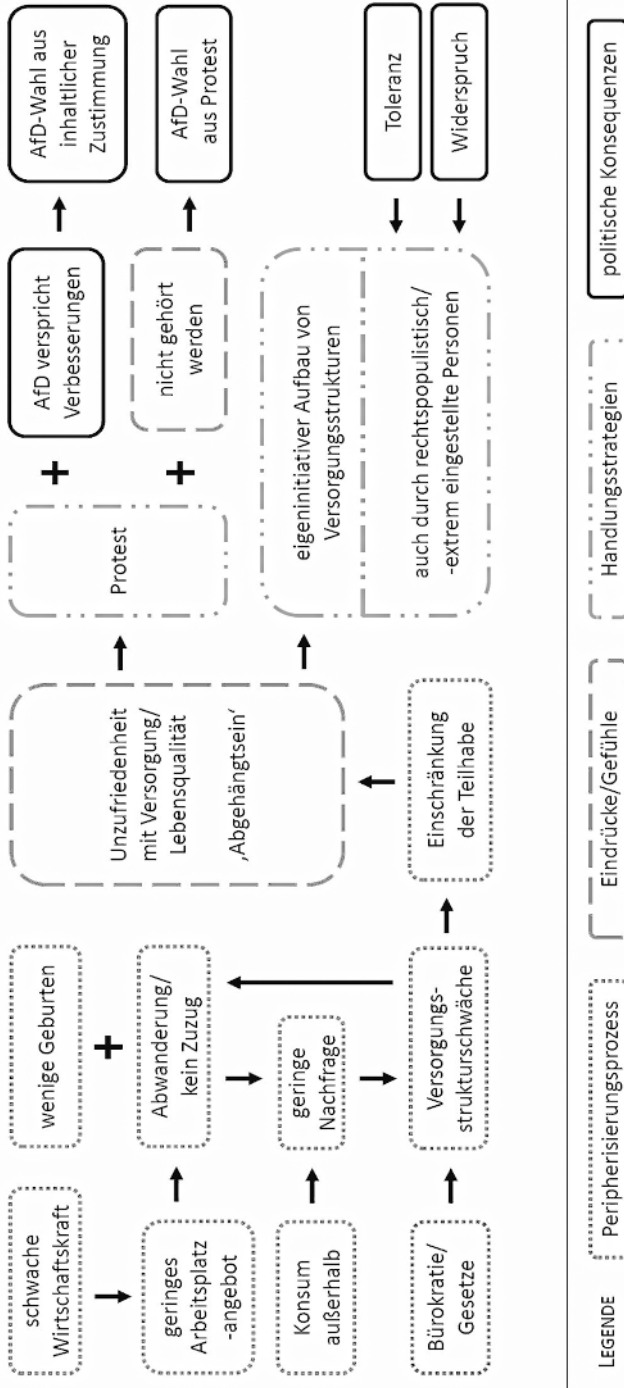 schwache
Wirtschaftskraft
wenige Geburten
geringes
Arbeitsplatz
-angebot
Abwanderung/
kein Zuzug
Konsum
außerhalb
geringe
Nachfrage
Bürokratie/
Gesetze
Versorgungs-
strukturschwäche
Einschränkung
der Teilhabe
Unzufriedenheit
mit Versorgung/
Lebensqualität
‚Abgehängtsein‘
Protest
AfD verspricht
Verbesserungen
AfD-Wahl aus
inhaltlicher
Zustimmung
nicht gehört
werden
AfD-Wahl
aus Protest
eigeninitiativer Aufbau von
Versorgungsstrukturen
auch durch rechtspopulistisch/
-extrem eingestellte Personen
Toleranz
Widerspruch
LEGENDE
Peripherisierungsprozess
Eindrücke/Gefühle
Handlungsstrategien
politische Konsequenzen